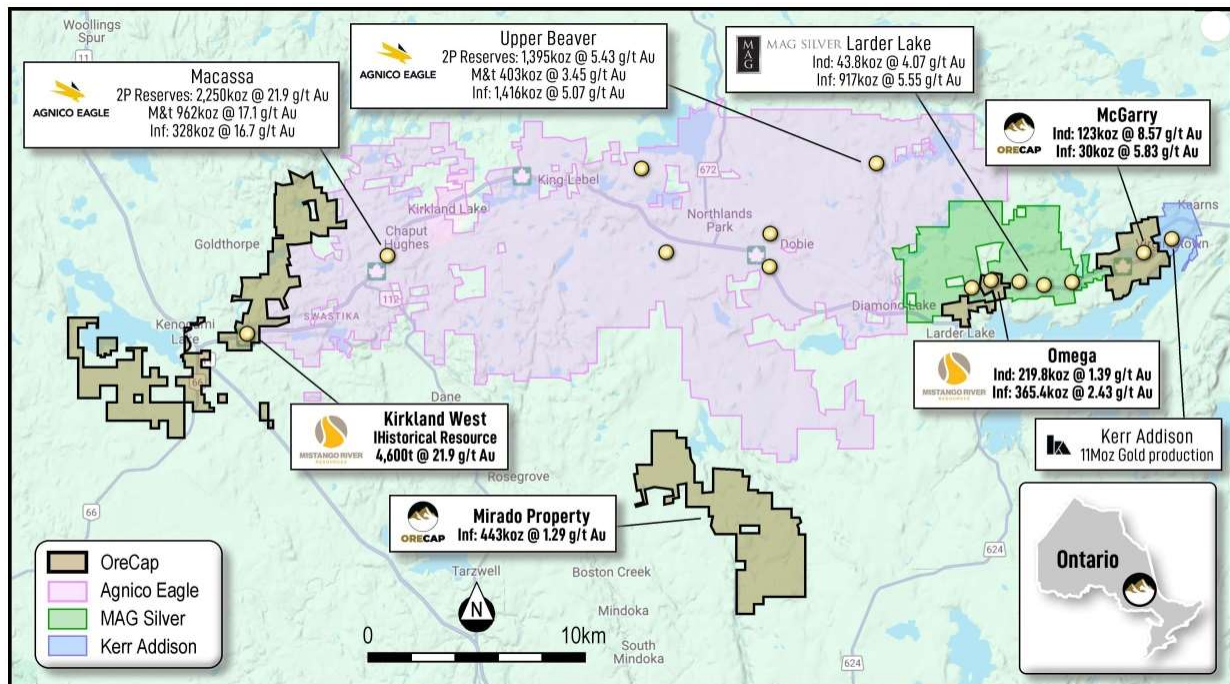 Woollings
Spur
11
AGNICO EAGLE
Macassa
2P Reserves: 2,250koz @ 21.9 g/t Au
M&t 962koz @ 17.1 g/t Au
Inf: 328koz @ 16.7 g/t Au
AGNICO EAGLE
Upper Beaver
2P Reserves: 1,395koz @ 5.43 g/t Au
M&t 403koz @ 3.45 g/t Au
Inf: 1,416koz @ 5.07 g/t Au
MAG
MAG SILVER
Larder Lake
Ind: 43.8koz @ 4.07 g/t Au
Inf: 917koz @ 5.55 g/t Au
ORECAP
McGarry
Ind: 123koz @ 8.57 g/t Au
Inf: 30koz @ 5.83 g/t Au
672
King-Lebel
Kirkland Lake
Chaput
Hughes
Goldthorpe
Northlands
Park
Dobie
Kearns
112
SWASTIKA
Kenogami
Lake
66
Diamond Lake
Larder Lake
Dane
MISTANGO RIVER
RESOURCES
Omega
Ind: 219.8koz @ 1.39 g/t Au
Inf: 365.4koz @ 2.43 g/t Au
MISTANGO RIVER
RESOURCES
Kirkland West
IHistorical Resource
4,600t @ 21.9 g/t Au
Kerr Addison
11Moz Gold production
Rosegrove
ORECAP
Mirado Property
Inf: 443koz @ 1.29 g/t Au
66
624
OreCap
Agnico Eagle
MAG Silver
Kerr Addison
Tarzwell
Boston Creek
Mindoka
South
Mindoka
624
N
0
10km
Ontario